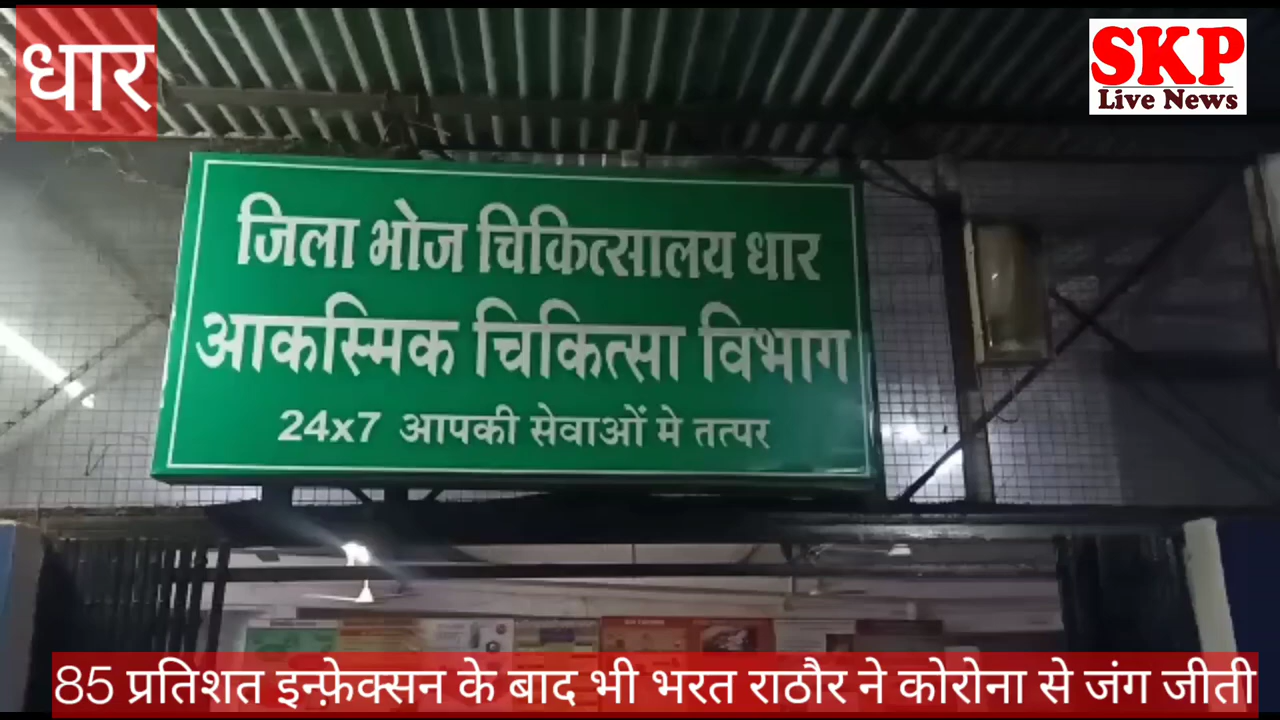 धार
SKP
Live News
जिला भोज चिकित्सालय धार
आकस्मिक चिकित्सा विभाग
24x7 आपकी सेवाओं मे तत्पर
85 प्रतिशत इन्फ़ेक्सन के बाद भी भरत राठौर ने कोरोना से जंग जीती